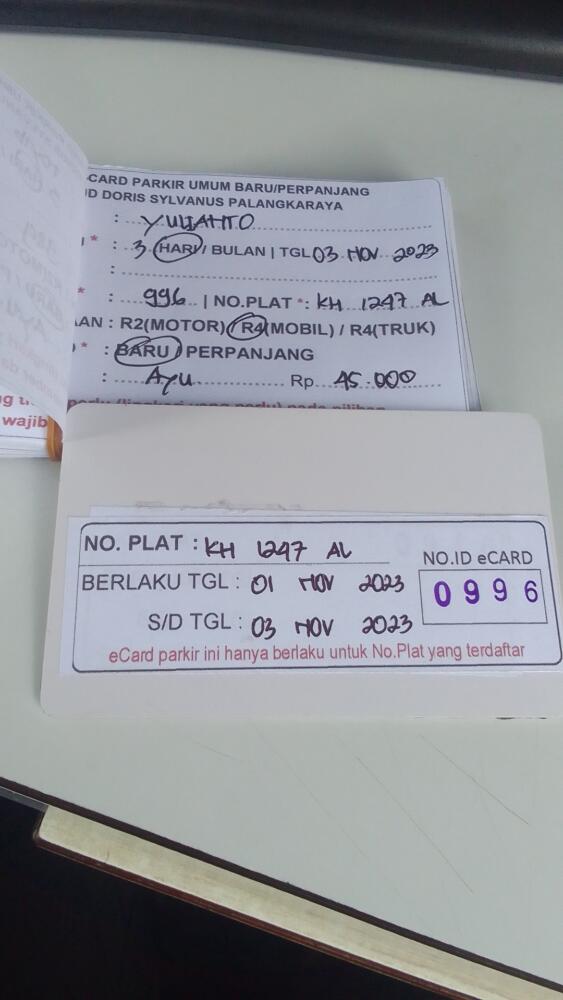 CARD PARKIR UMUM BARU/PERPANJANG
D DORIS SYLVANUS PALANGKARAYA
: YULIANTO
* : 3 HARI / BULAN | TGL 03 NOV 2023
:
* : 996 | NO.PLAT *: KH 1247 AL
AN : R2(MOTOR) / R4(MOBIL) / R4(TRUK)
* : BARU / PERPANJANG
: Ayu Rp. 45.000
wajib
NO. PLAT : KH 1247 AL
NO.ID eCARD
BERLAKU TGL : 01 NOV 2023
0996
S/D TGL : 03 NOV 2023
eCard parkir ini hanya berlaku untuk No.Plat yang terdaftar